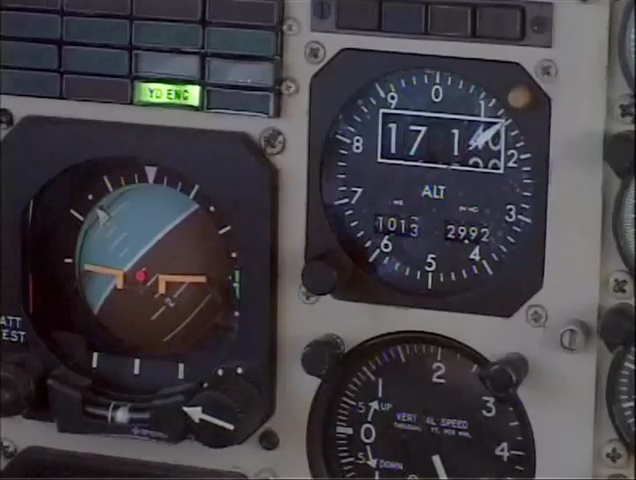 YD ENG
0
9
1
17 1
8
2
ALT
7
3
1013
2992
6
4
5
2
1
3
.5 UP
VERTICAL SPEED
THOUSAND FT. PER MIN.
0
4
.5 DOWN
ATT
TEST